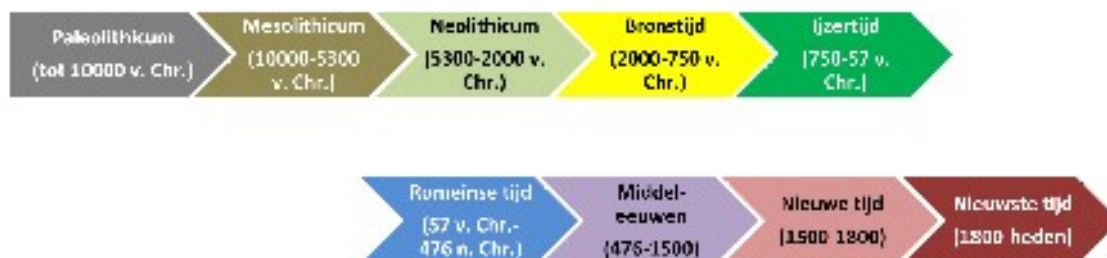 Paleolithicum
(tot 10000 v. Chr.)
Mesolithicum
(10000-5300
v. Chr.)
Neolithicum
(5300-2000 v.
Chr.)
Bronstijd
(2000-750 v.
Chr.)
Ijzertijd
(750-57 v.
Chr.)
Romeinse tijd
(57 v. Chr.-
476 n. Chr.)
Middel-
eeuwen
(476-1500)
Nieuwe tijd
(1500-1800)
Nieuwste tijd
(1800-heden)